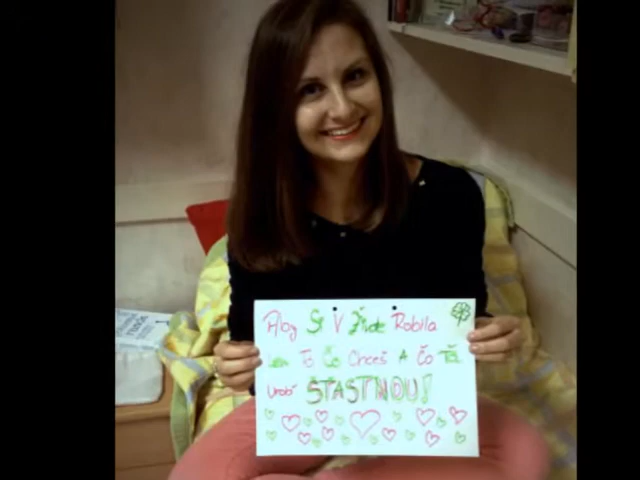 Aby Si V Živote Robila
Len To Čo Chceš A Čo Ťa
Urobí ŠŤASTNOU!